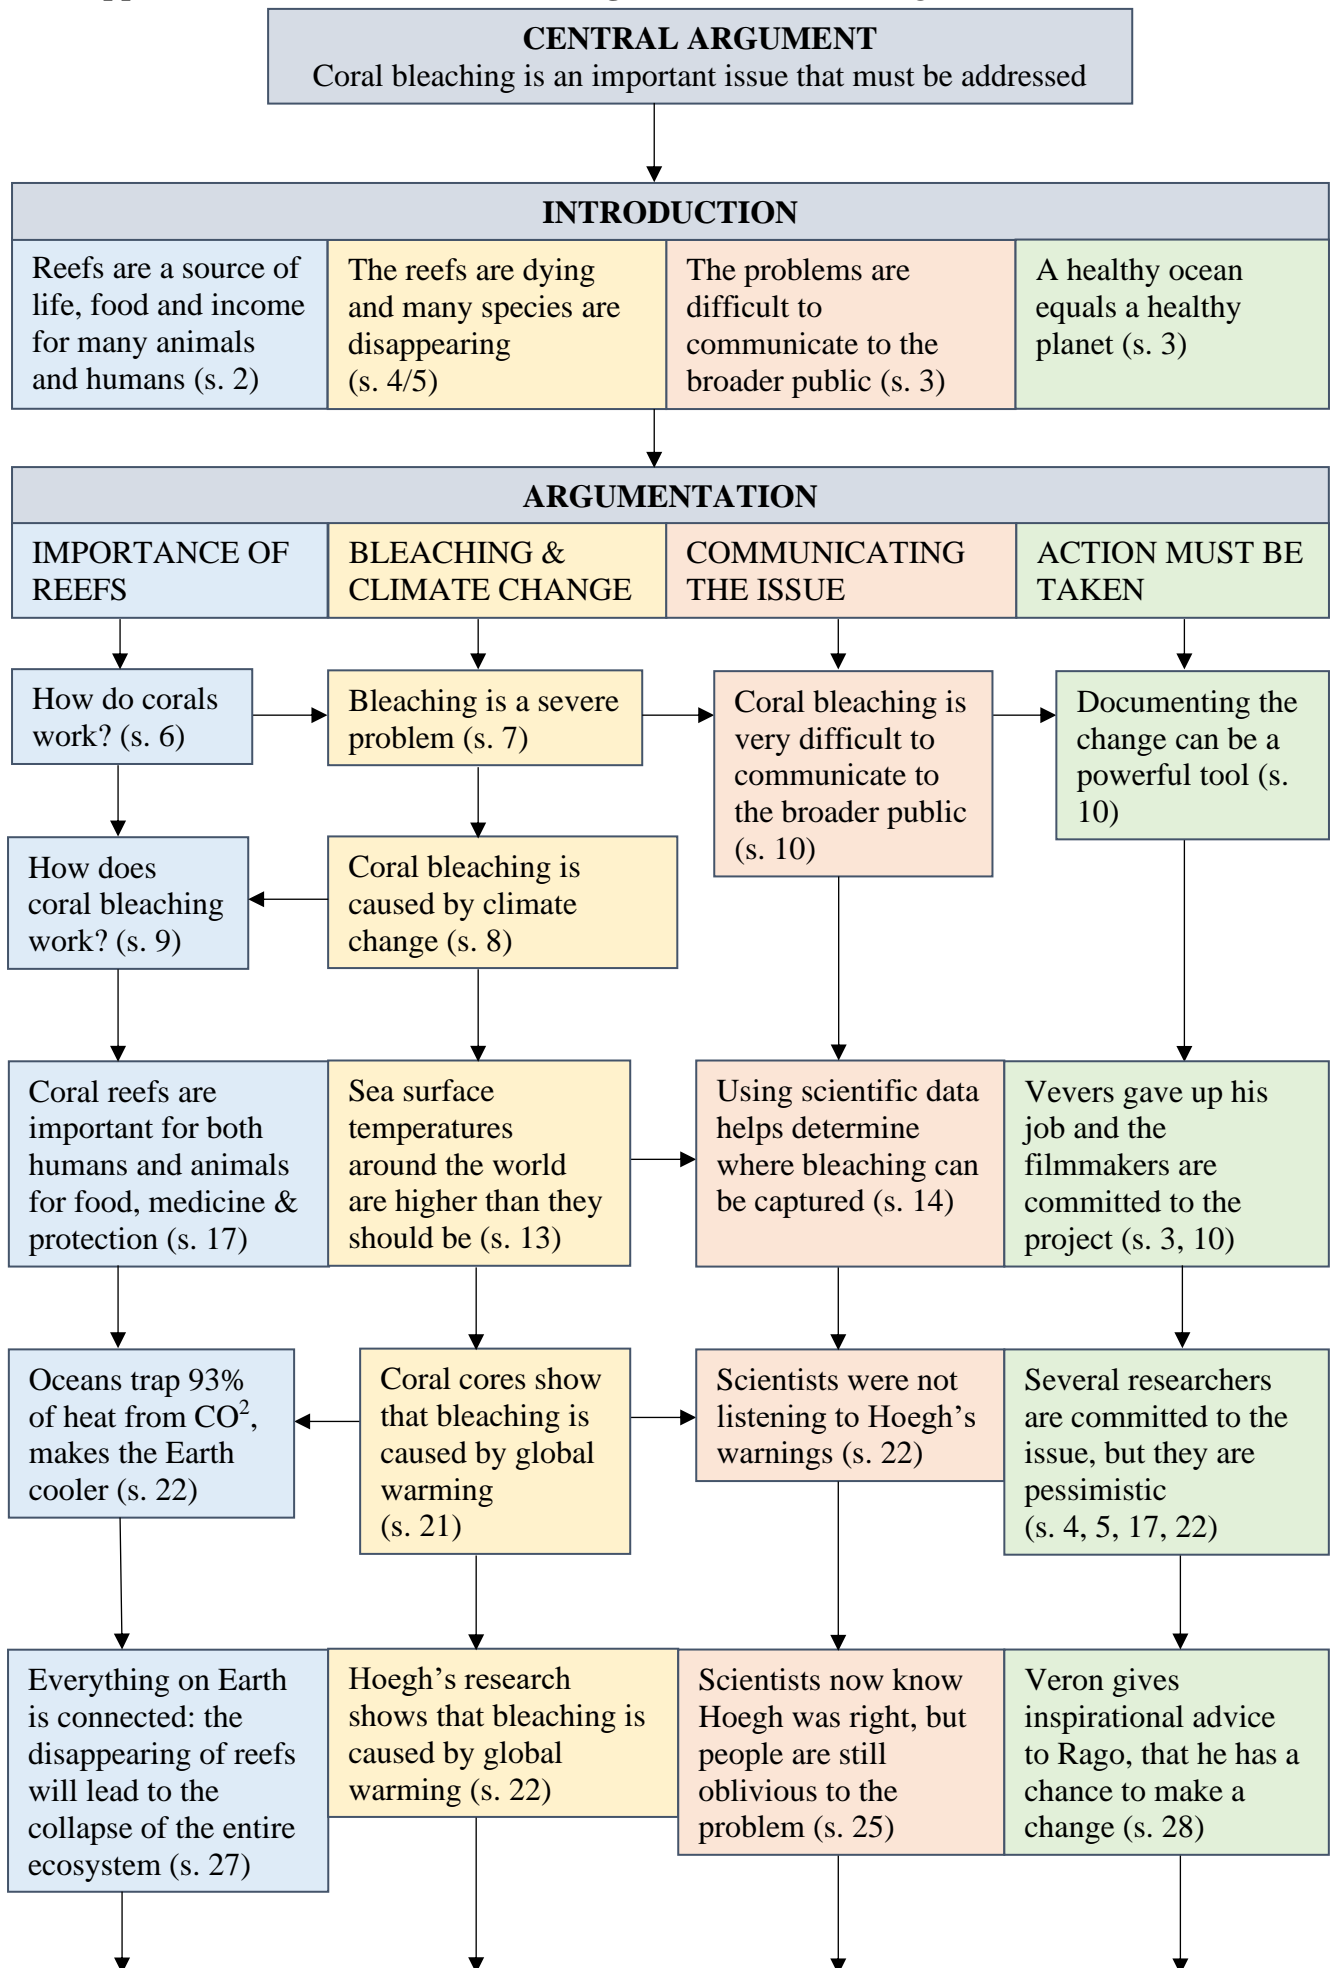 CENTRAL ARGUMENT
Coral bleaching is an important issue that must be addressed
INTRODUCTION
Reefs are a source of
life, food and income
for many animals
and humans (s. 2)
The reefs are dying
and many species are
disappearing
(s. 4/5)
The problems are
difficult to
communicate to the
broader public (s. 3)
A healthy ocean
equals a healthy
planet (s. 3)
ARGUMENTATION
IMPORTANCE OF
REEFS
BLEACHING &
CLIMATE CHANGE
COMMUNICATING
THE ISSUE
ACTION MUST BE
TAKEN
How do corals
work? (s. 6)
Bleaching is a severe
problem (s. 7)
Coral bleaching is
very difficult to
communicate to
the broader public
(s. 10)
Documenting the
change can be a
powerful tool (s.
10)
How does
coral bleaching
work? (s. 9)
Coral bleaching is
caused by climate
change (s. 8)
Coral reefs are
important for both
humans and animals
for food, medicine &
protection (s. 17)
Sea surface
temperatures
around the world
are higher than they
should be (s. 13)
Using scientific data
helps determine
where bleaching can
be captured (s. 14)
Vevers gave up his
job and the
filmmakers are
committed to the
project (s. 3, 10)
Oceans trap 93%
of heat from CO²,
makes the Earth
cooler (s. 22)
Coral cores show
that bleaching is
caused by global
warming
(s. 21)
Scientists were not
listening to Hoegh’s
warnings (s. 22)
Several researchers
are committed to the
issue, but they are
pessimistic
(s. 4, 5, 17, 22)
Everything on Earth
is connected: the
disappearing of reefs
will lead to the
collapse of the entire
ecosystem (s. 27)
Hoegh’s research
shows that bleaching is
caused by global
warming (s. 22)
Scientists now know
Hoegh was right, but
people are still
oblivious to the
problem (s. 25)
Veron gives
inspirational advice
to Rago, that he has a
chance to make a
change (s. 28)